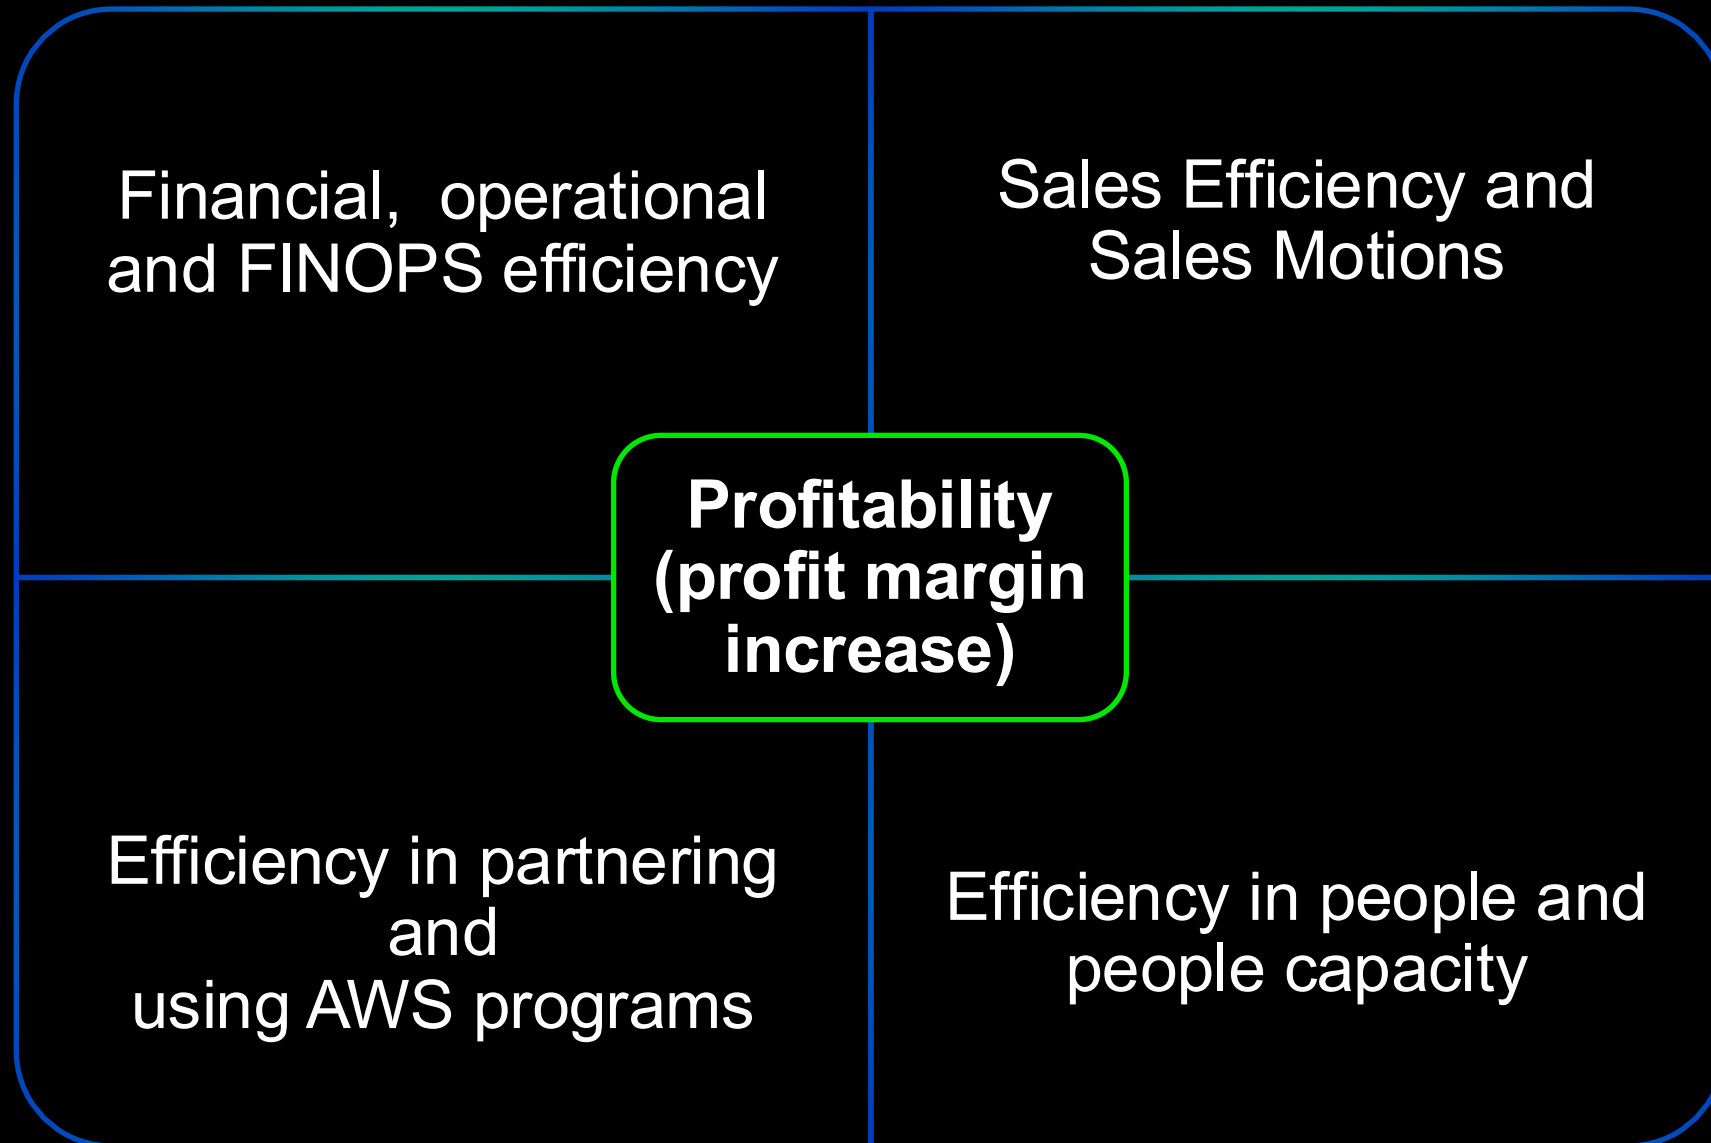 Financial,  operational
and FINOPS efficiency
Sales Efficiency and
Sales Motions
Profitability
(profit margin
increase)
Efficiency in partnering
and
using AWS programs
Efficiency in people and
people capacity